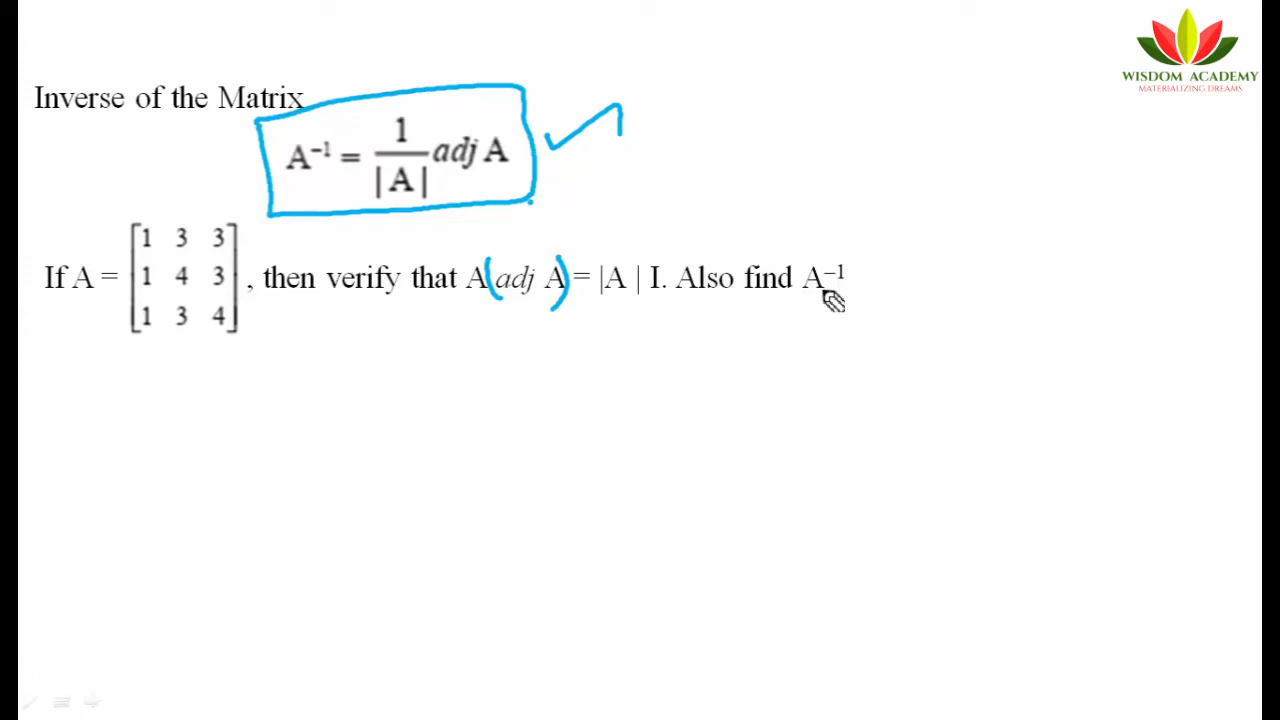 WISDOM ACADEMY
MATERIALIZING DREAMS
Inverse of the Matrix
A⁻¹ = 1/|A| adj A
If A = [1 3 3; 1 4 3; 1 3 4], then verify that A(adj A) = |A | I. Also find A⁻¹